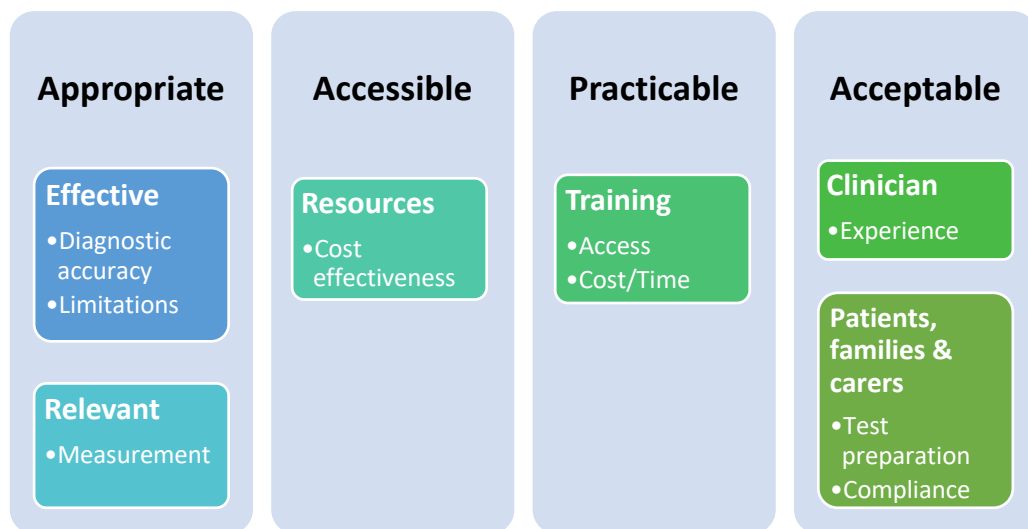 Appropriate
Effective
•Diagnostic
accuracy
•Limitations
Relevant
•Measurement
Accessible
Resources
•Cost
effectiveness
Practicable
Training
•Access
•Cost/Time
Acceptable
Clinician
•Experience
Patients,
families &
carers
•Test
preparation
•Compliance